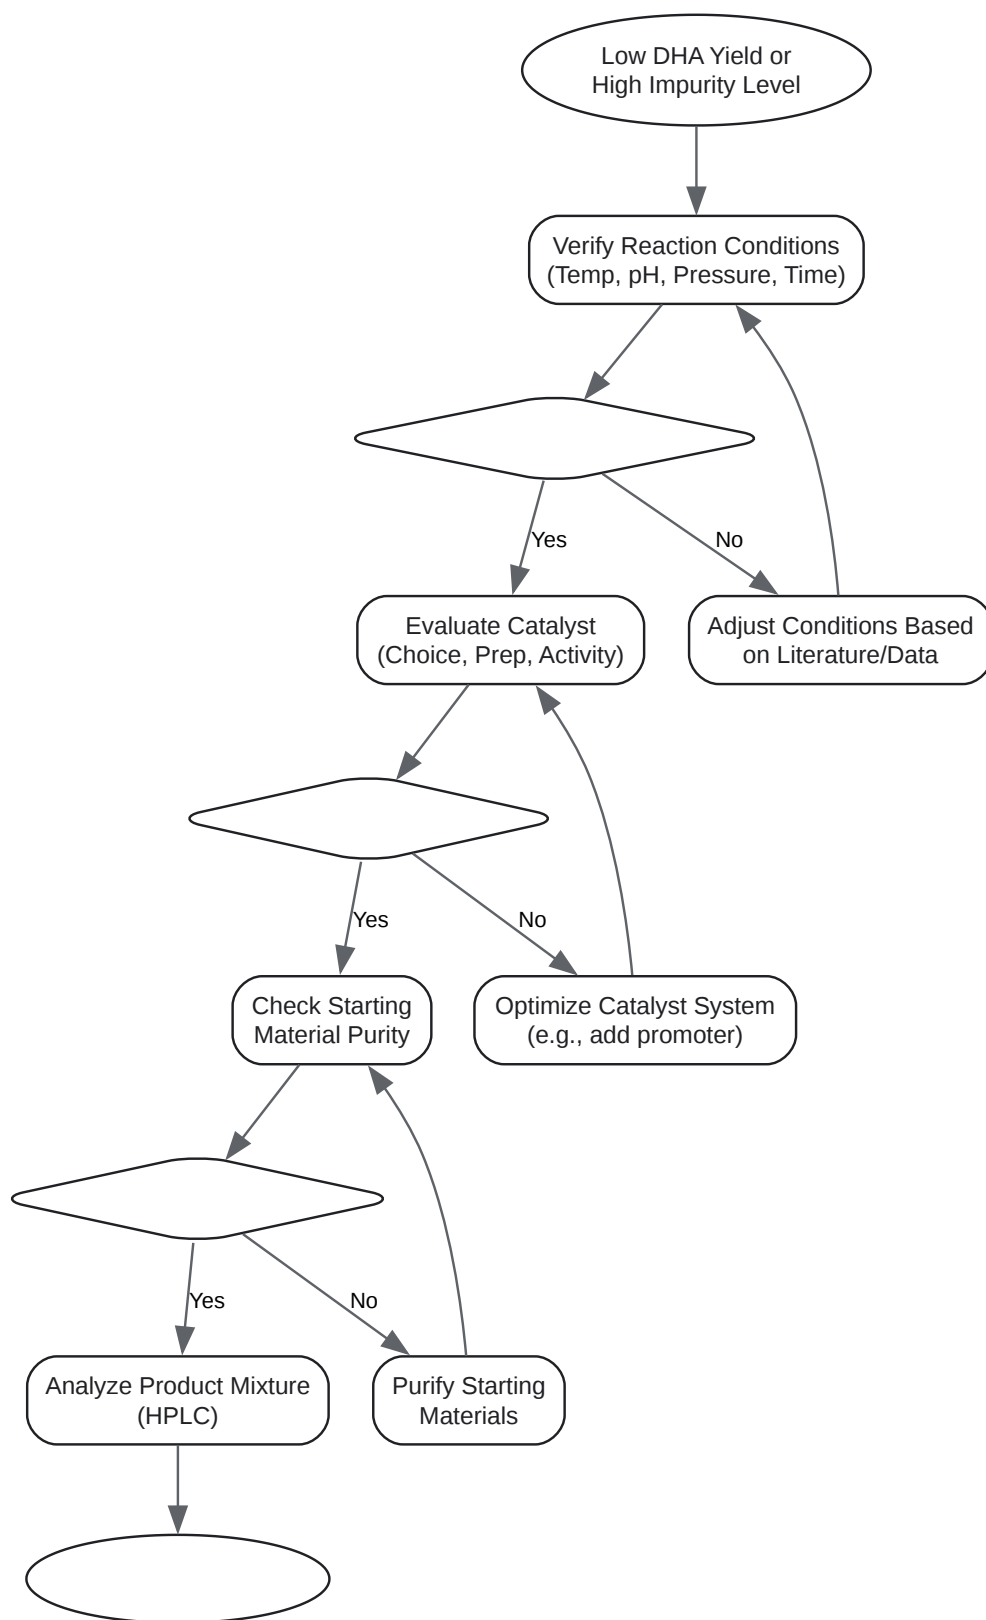 Low DHA Yield or
High Impurity Level
Verify Reaction Conditions
(Temp, pH, Pressure, Time)
Yes
No
Evaluate Catalyst
(Choice, Prep, Activity)
Adjust Conditions Based
on Literature/Data
Yes
No
Check Starting
Material Purity
Optimize Catalyst System
(e.g., add promoter)
Yes
No
Analyze Product Mixture
(HPLC)
Purify Starting
Materials